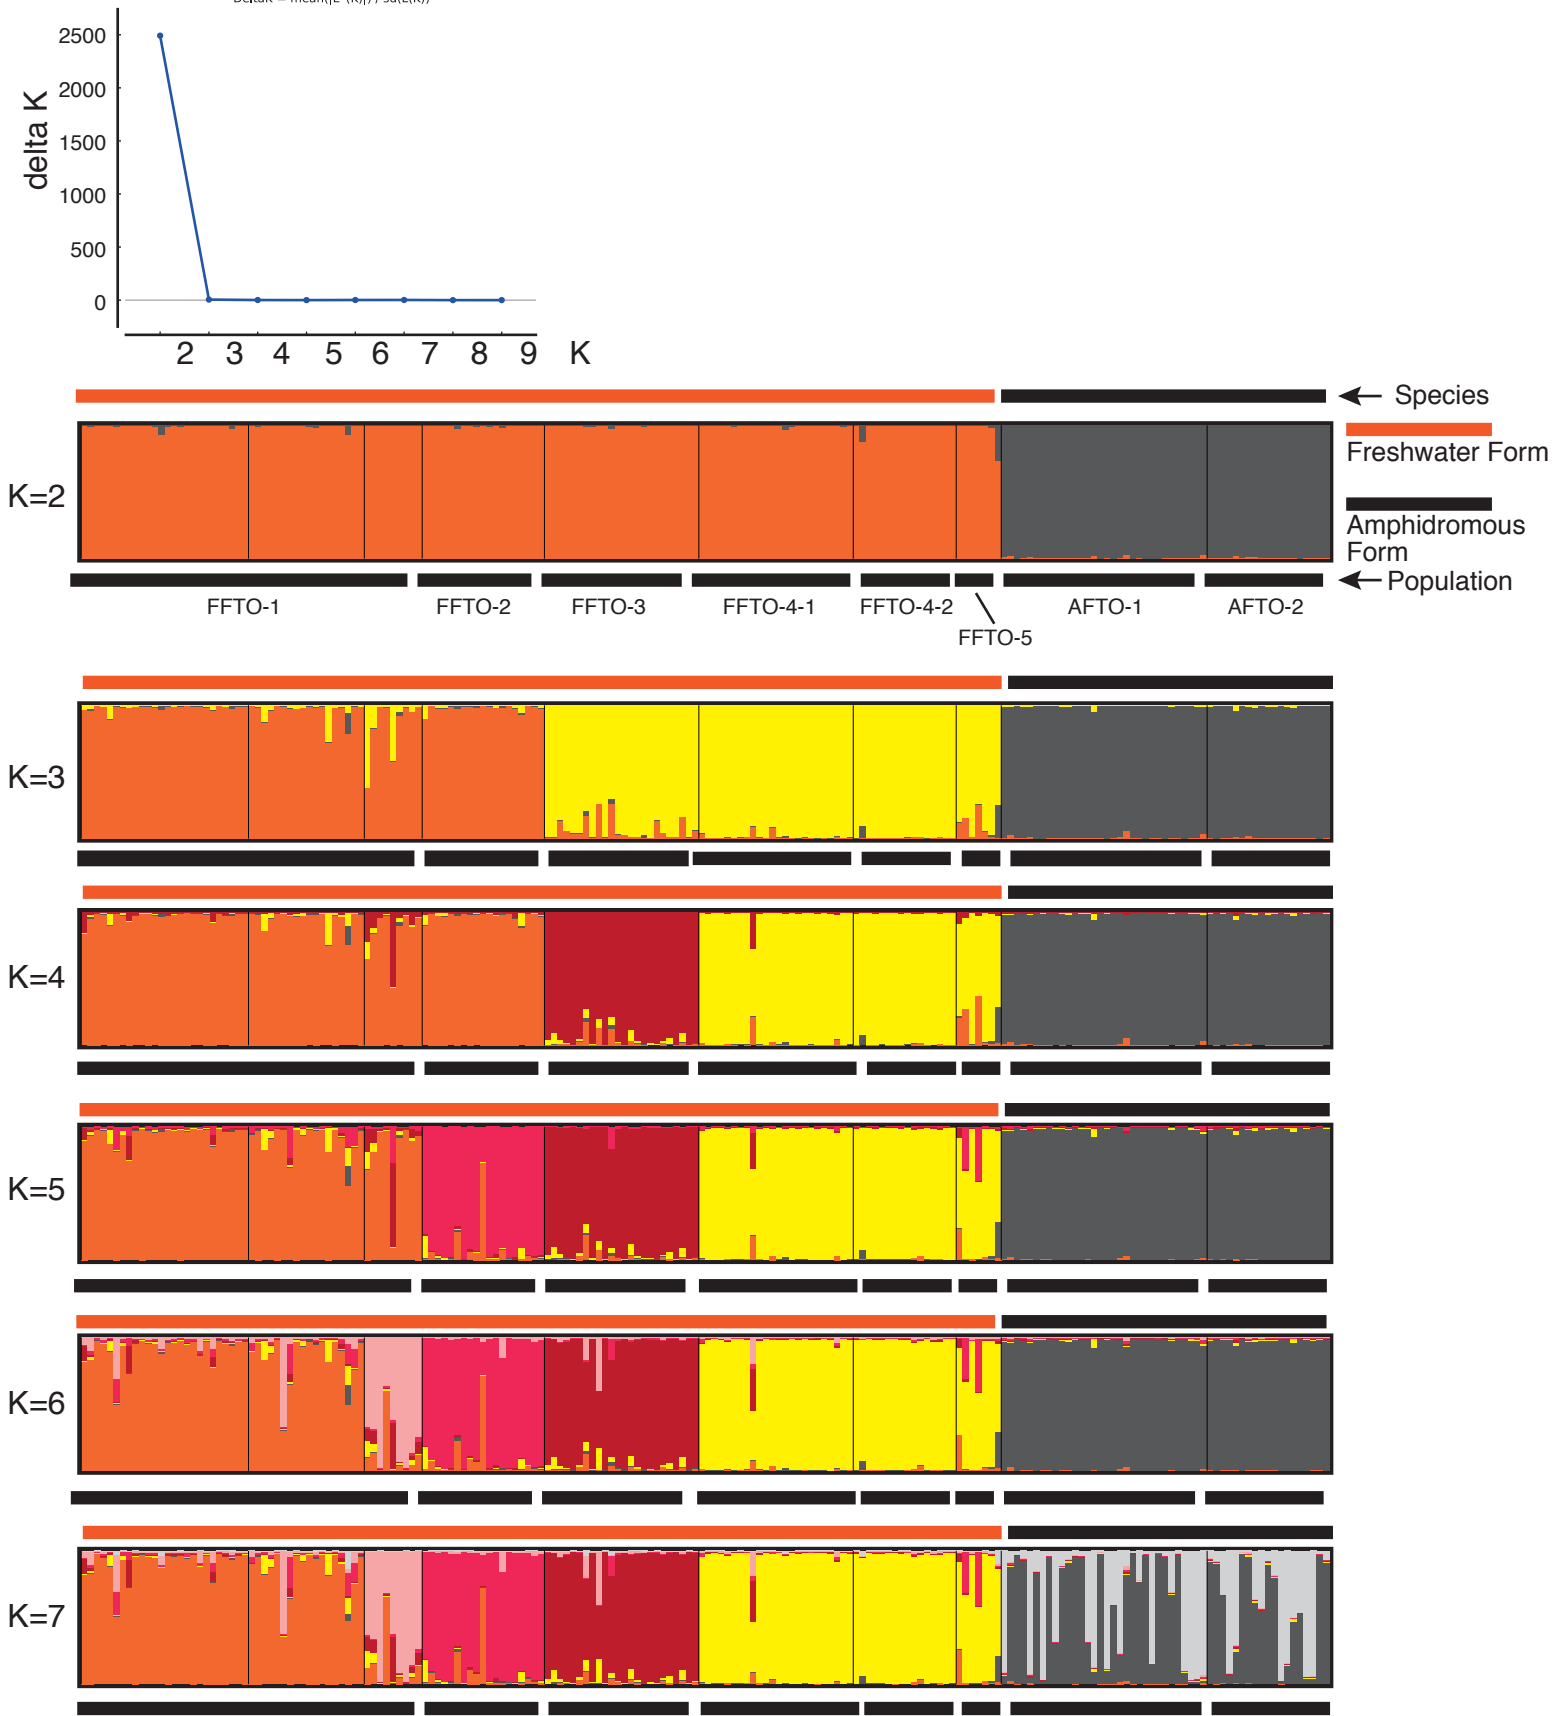 2500
2000
1500
1000
500
0
delta K
2 3 4 5 6 7 8 9 K
Species
Freshwater Form
K=2
Amphidromous
Form
Population
FFTO-1 FFTO-2 FFTO-3 FFTO-4-1 FFTO-4-2 AFTO-1 AFTO-2
FFTO-5
K=3
K=4
K=5
K=6
K=7